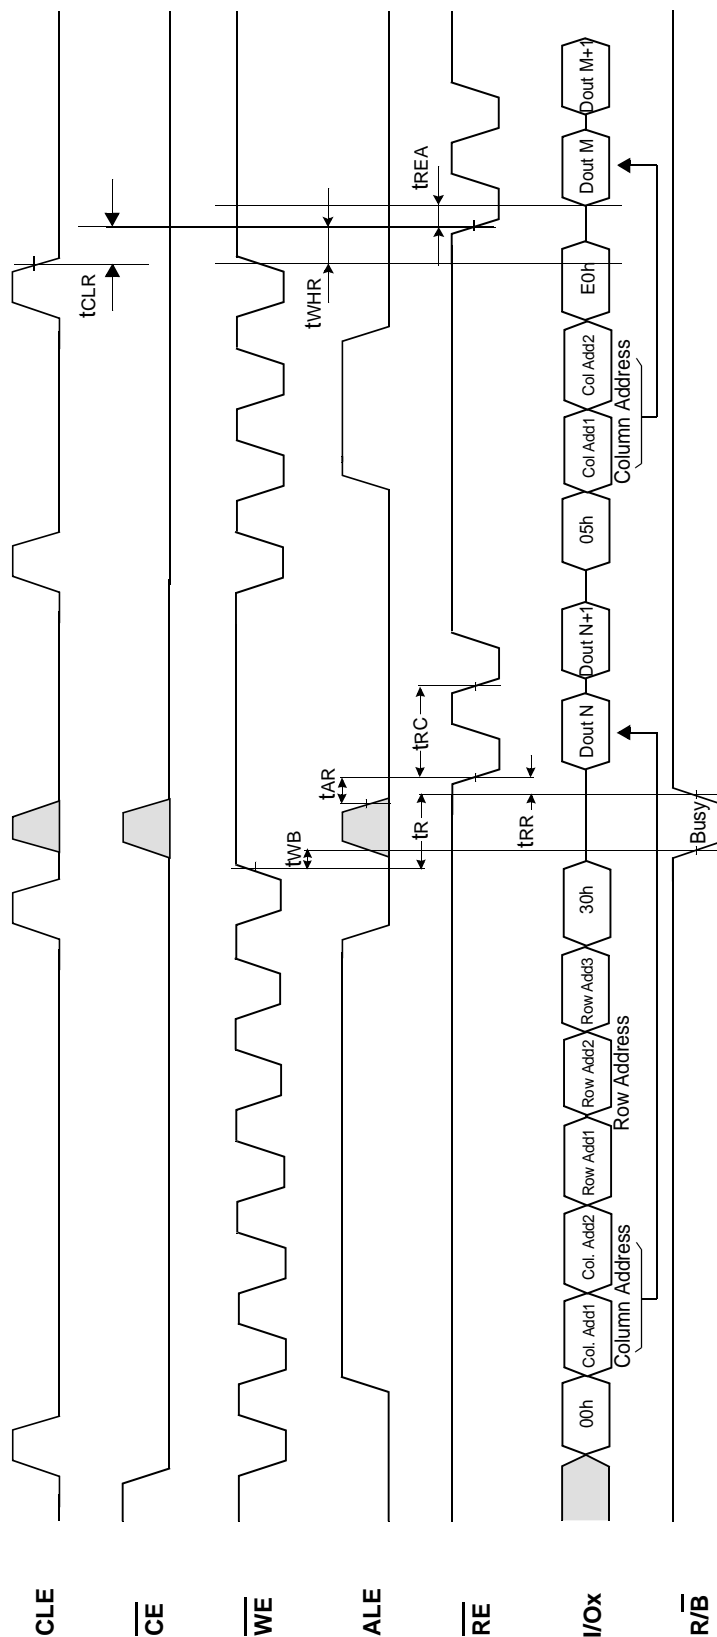 CLE
tCLR
CE
WE
tWB
tWHR
ALE
tAR
RE
tR
tRC
tREA
tRR
I/Ox
00h
Col. Add1
Col. Add2
Row Add1
Row Add2
Row Add3
30h
Dout N
Dout N+1
05h
Col Add1
Col Add2
E0h
Dout M
Dout M+1
Column Address
Row Address
Column Address
R/B
Busy